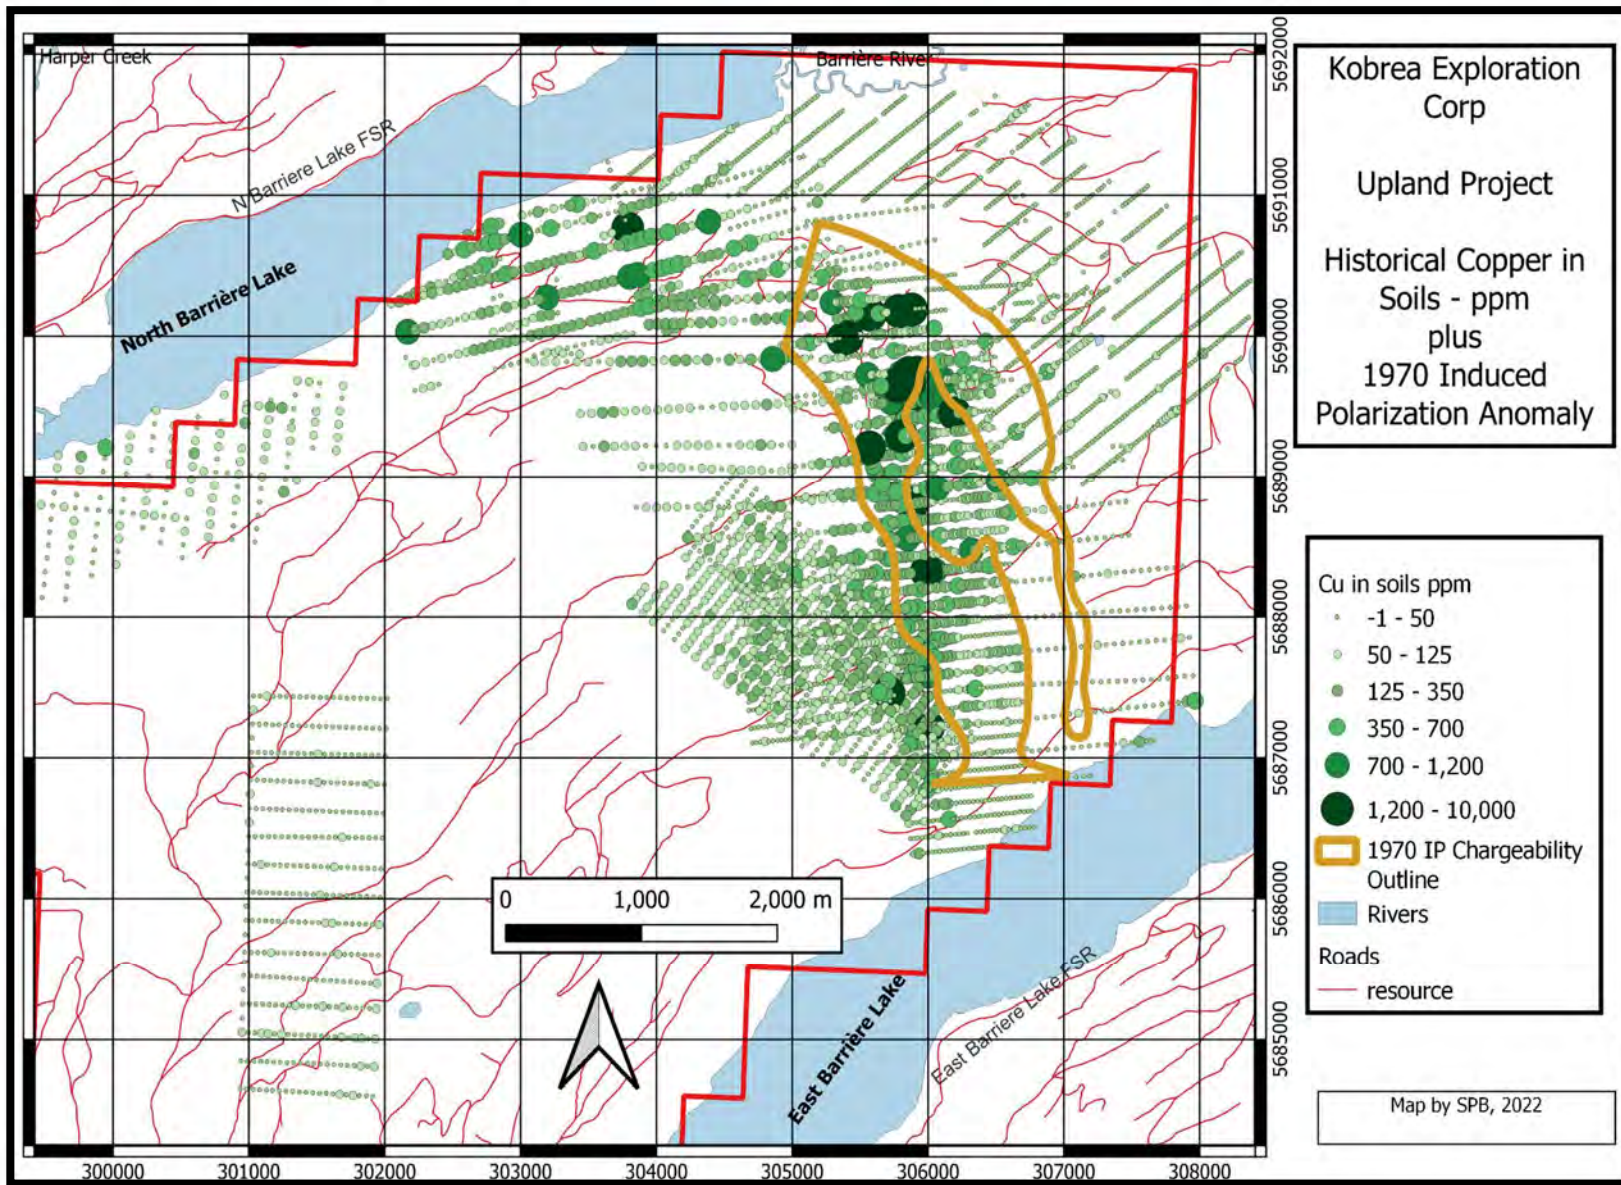 Harper Creek
Barrière River
N Barriere Lake FSR
North Barrière Lake
East Barrière Lake
East Barrière Lake FSR
0 1,000 2,000 m
300000 301000 302000 303000 304000 305000 306000 307000 308000
5692000
5691000
5690000
5689000
5688000
5687000
5686000
5685000
Kobrea Exploration
Corp
Upland Project
Historical Copper in
Soils - ppm
plus
1970 Induced
Polarization Anomaly
Cu in soils ppm
-1 - 50
50 - 125
125 - 350
350 - 700
700 - 1,200
1,200 - 10,000
1970 IP Chargeability
Outline
Rivers
Roads
resource
Map by SPB, 2022